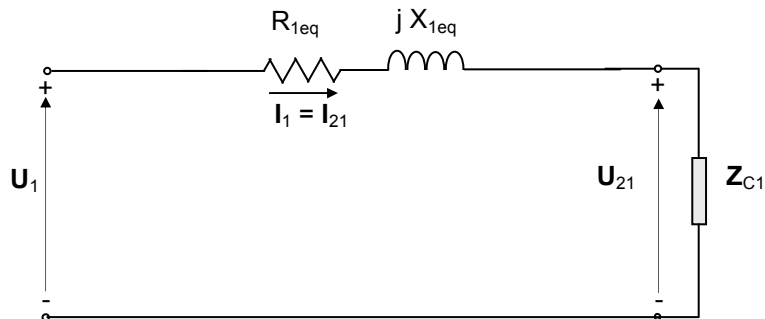 R1eq j X1eq
+ +
I1 = I21
U1 U21 ZC1
- -